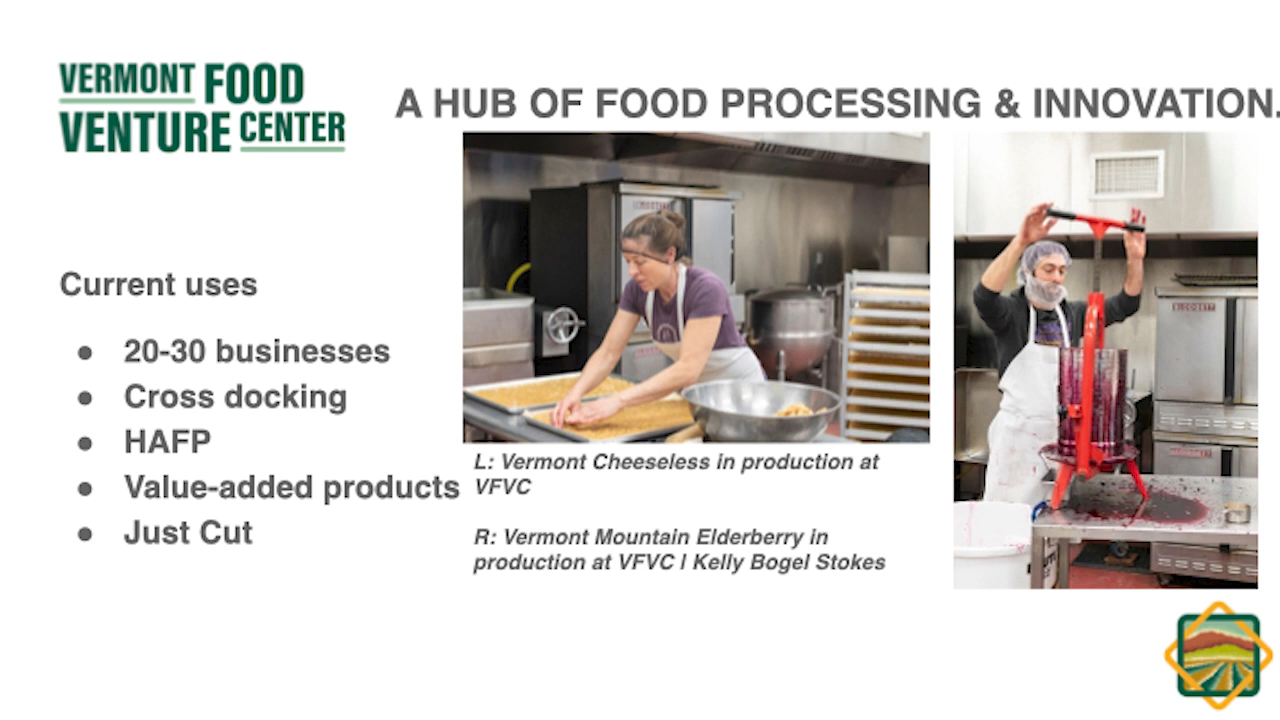 VERMONT FOOD
VENTURE CENTER
A HUB OF FOOD PROCESSING & INNOVATION.
Current uses
● 20-30 businesses
● Cross docking
● HAFP
● Value-added products
● Just Cut
L: Vermont Cheeseless in production at
VFVC
R: Vermont Mountain Elderberry in
production at VFVC | Kelly Bogel Stokes
BLODGETT